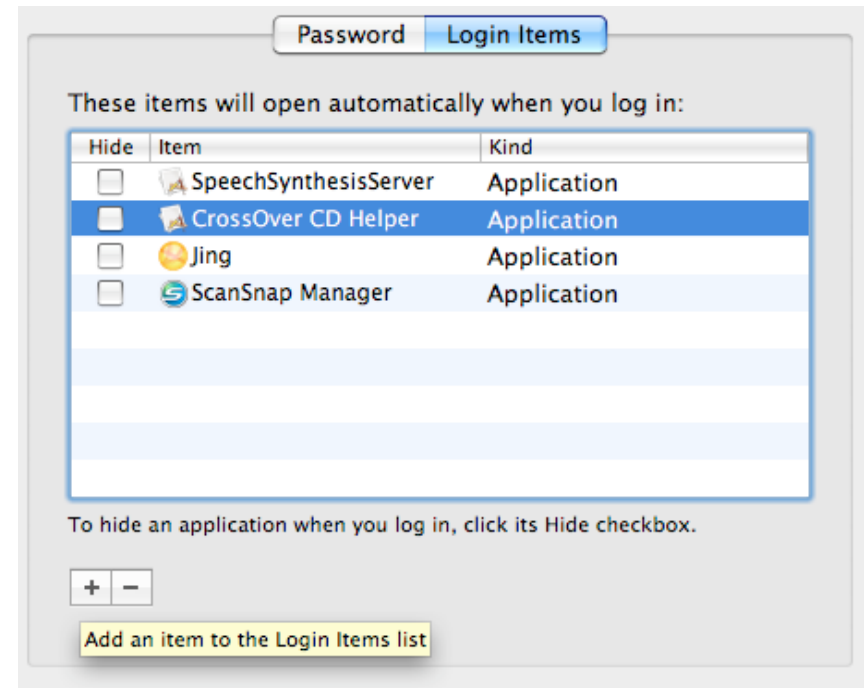 Password Login Items
These items will open automatically when you log in:
Hide Item Kind
SpeechSynthesisServer Application
CrossOver CD Helper Application
Jing Application
ScanSnap Manager Application
To hide an application when you log in, click its Hide checkbox.
+ −
Add an item to the Login Items list